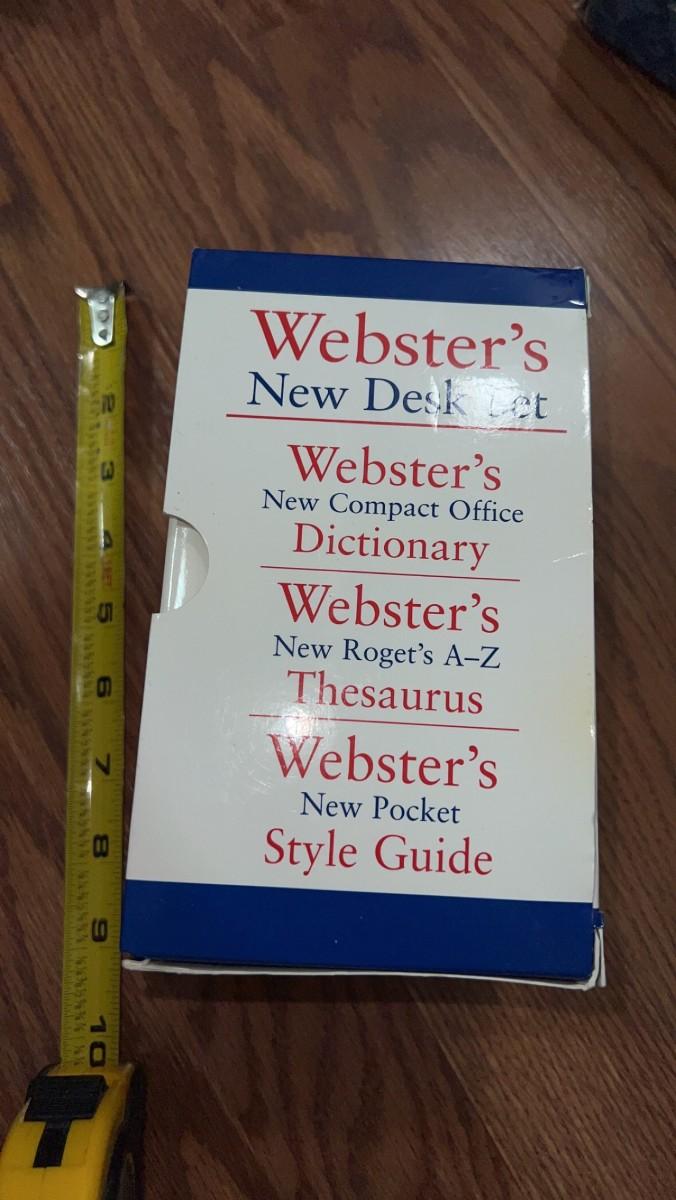 Webster's
New Desk Set
Webster's
New Compact Office
Dictionary
Webster's
New Roget's A–Z
Thesaurus
Webster's
New Pocket
Style Guide
2
3
4
5
6
7
8
9
10